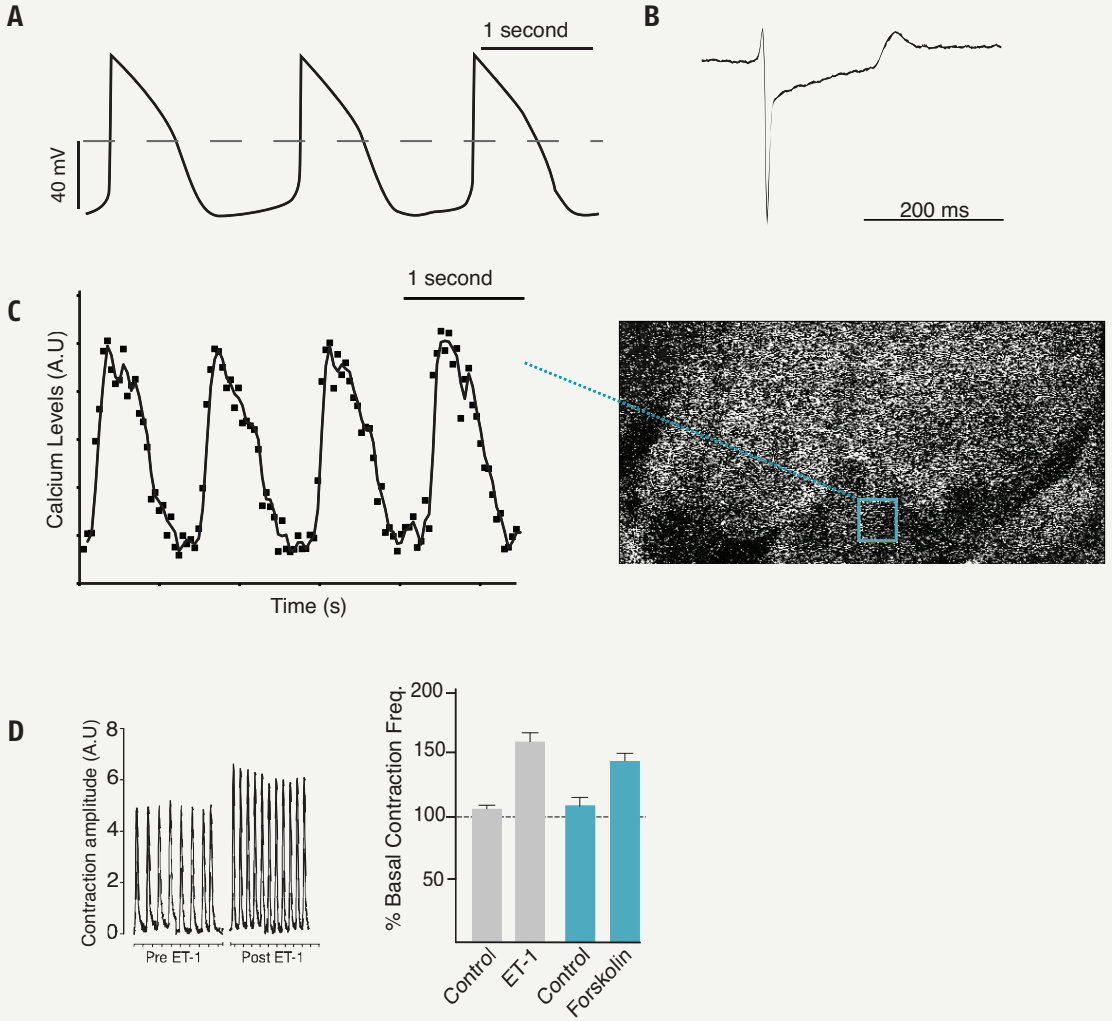 A
1 second
40 mV
B
200 ms
C
1 second
Calcium Levels (A.U)
Time (s)
D
Contraction amplitude (A.U)
8
6
4
2
0
Pre ET-1
Post ET-1
% Basal Contraction Freq.
200
150
100
50
Control
ET-1
Control
Forskolin